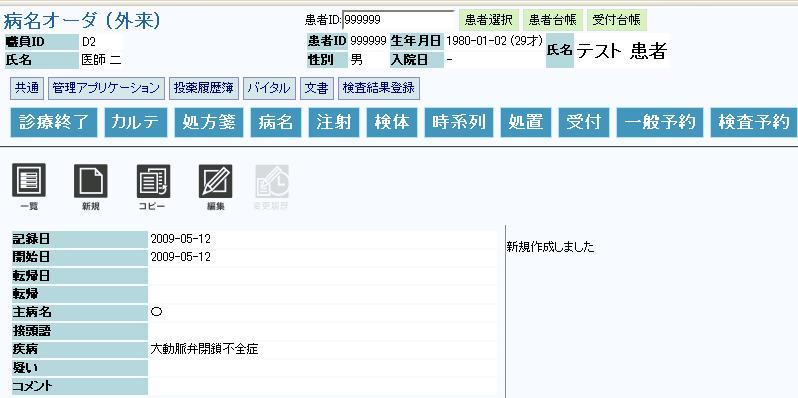 病名オーダ（外来）
患者ID: 999999 患者選択 患者台帳 受付台帳
職員ID D2 患者ID 999999 生年月日 1980-01-02 (29才) 氏名 テスト 患者
氏名 医師 二 性別 男 入院日 -
共通 管理アプリケーション 投薬履歴簿 バイタル 文書 検査結果登録
診療終了 カルテ 処方箋 病名 注射 検体 時系列 処置 受付 一般予約 検査予約
一覧 新規 コピー 編集 変更履歴
記録日 2009-05-12
新規作成しました
開始日 2009-05-12
転帰日
転帰
主病名 〇
接頭語
疾病 大動脈弁閉鎖不全症
疑い
コメント